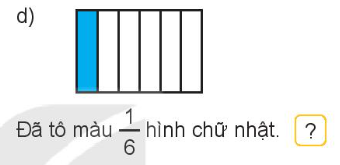 d)
Đã tô màu 1/6 hình chữ nhật. ?